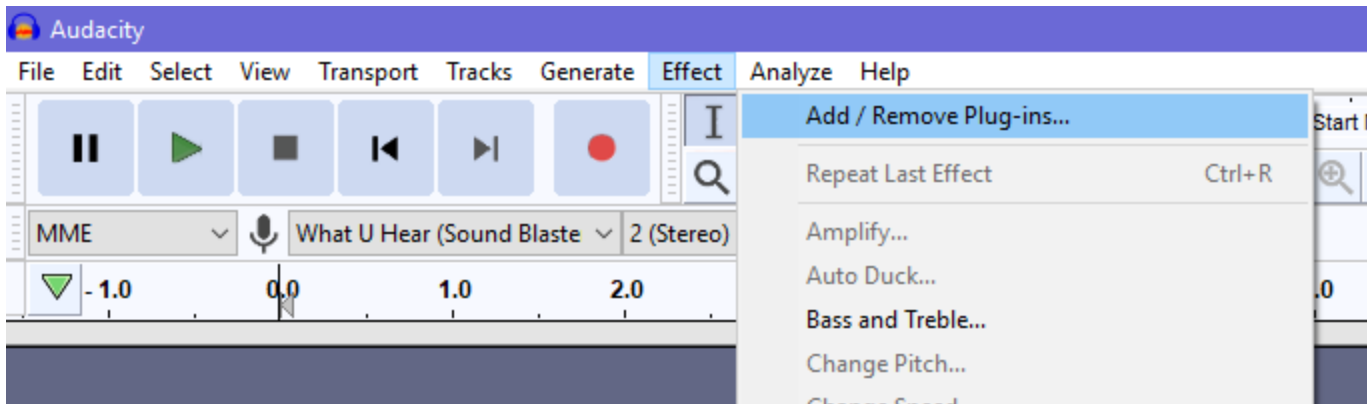 Audacity
File Edit Select View Transport Tracks Generate Effect Analyze Help
Add / Remove Plug-ins...
Start
Repeat Last Effect Ctrl+R
MME What U Hear (Sound Blaste 2 (Stereo)
Amplify...
Auto Duck...
- 1.0 0.0 1.0 2.0 .0
Bass and Treble...
Change Pitch...
Change Speed